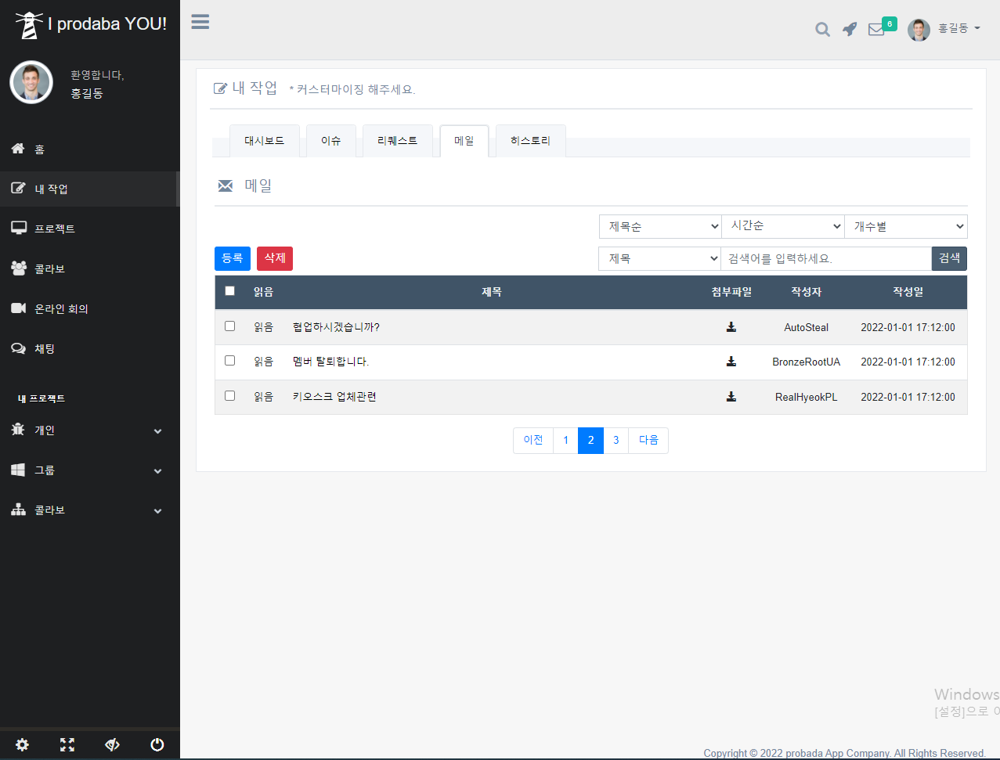 I prodaba YOU!
6
홍길동
환영합니다,
홍길동
홈
내 작업
프로젝트
콜라보
온라인 회의
채팅
내 프로젝트
개인
그룹
콜라보
내 작업 * 커스터마이징 해주세요.
대시보드 이슈 리퀘스트 메일 히스토리
메일
제목순 시간순 개수별
등록 삭제 제목 검색어를 입력하세요. 검색
읽음 제목 첨부파일 작성자 작성일
읽음 협업하시겠습니까? AutoSteal 2022-01-01 17:12:00
읽음 멤버 탈퇴합니다. BronzeRootUA 2022-01-01 17:12:00
읽음 키오스크 업체관련 RealHyeokPL 2022-01-01 17:12:00
이전 1 2 3 다음
Windows
[설정]으로
Copyright © 2022 probada App Company. All Rights Reserved.